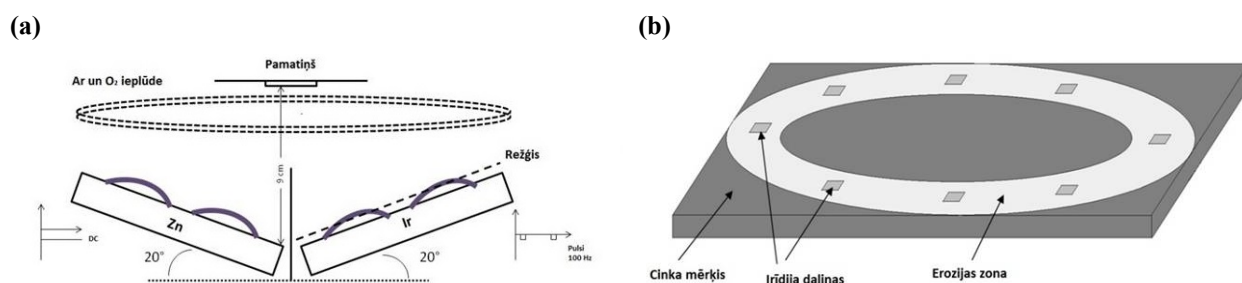 (a)
Pamatiņš
Ar un O₂ ieplūde
9 cm
Režģis
Zn
Ir
DC
20°
20°
Pulsi
100 Hz
(b)
Cinka mērķis
Irīdija daļiņas
Erozijas zona